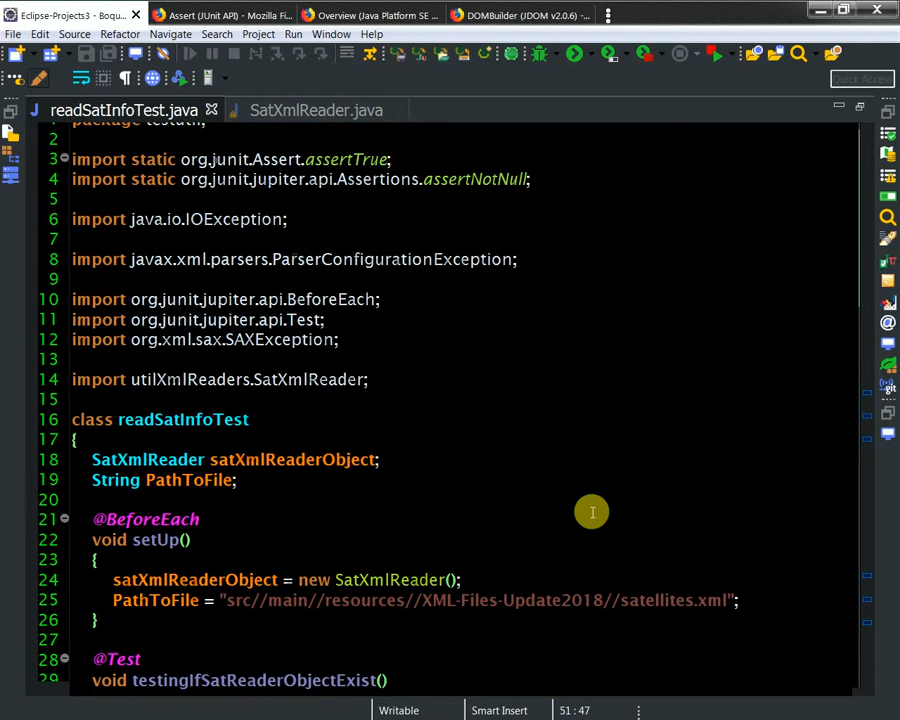 Eclipse-Projects3 - Boqu...
Assert (JUnit API) - Mozilla Fi...
Overview (Java Platform SE ...
DOMBuilder (JDOM v2.0.6) - ...
File Edit Source Refactor Navigate Search Project Run Window Help
Quick Access
readSatInfoTest.java
SatXmlReader.java
2
3 import static org.junit.Assert.assertTrue;
4 import static org.junit.jupiter.api.Assertions.assertNotNull;
5
6 import java.io.IOException;
7
8 import javax.xml.parsers.ParserConfigurationException;
9
10 import org.junit.jupiter.api.BeforeEach;
11 import org.junit.jupiter.api.Test;
12 import org.xml.sax.SAXException;
13
14 import utilXmlReaders.SatXmlReader;
15
16 class readSatInfoTest
17 {
18 SatXmlReader satXmlReaderObject;
19 String PathToFile;
20
21 @BeforeEach
22 void setUp()
23 {
24 satXmlReaderObject = new SatXmlReader();
25 PathToFile = "src//main//resources//XML-Files-Update2018//satellites.xml";
26 }
27
28 @Test
29 void testingIfSatReaderObjectExist()
Writable
Smart Insert
51 : 47